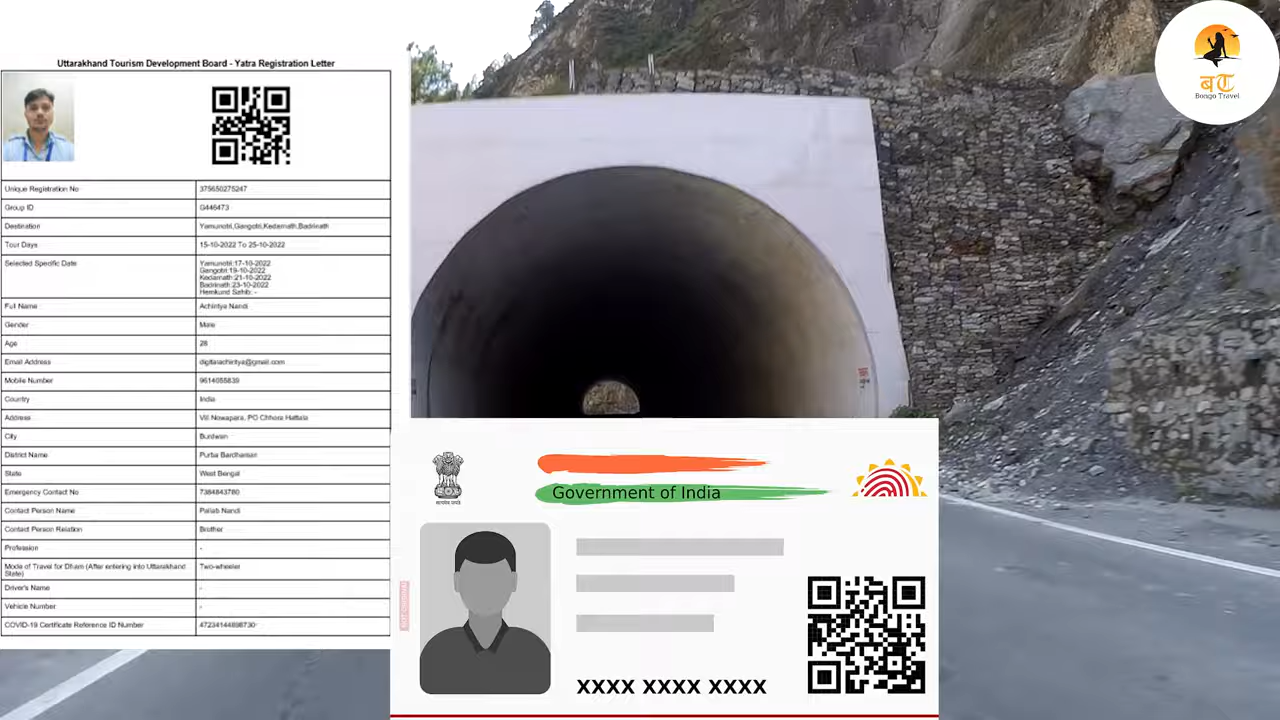 Uttarakhand Tourism Development Board - Yatra Registration Letter
Unique Registration No 375650275247
Group ID G446473
Destination Yamunotri,Gangotri,Kedarnath,Badrinath
Tour Days 15-10-2022 To 25-10-2022
Selected Specific Date Yamunotri:17-10-2022
Gangotri:19-10-2022
Kedarnath:21-10-2022
Badrinath:23-10-2022
Hemkund Sahib: -
Full Name Achintya Nandi
Gender Male
Age 28
Email Address
Mobile Number 9614055839
Country India
Address Vill Nowapara, PO Chhora Hattala
City Burdwan
District Name Purba Bardhaman
State West Bengal
Emergency Contact No 7384843780
Contact Person Name Pallab Nandi
Contact Person Relation Brother
Profession -
Mode of Travel for Dham (After entering into Uttarakhand Two-wheeler
State)
Driver's Name -
Vehicle Number -
COVID-19 Certificate Reference ID Number
बट
Bongo Travel
Government of India
XXXX XXXX XXXX